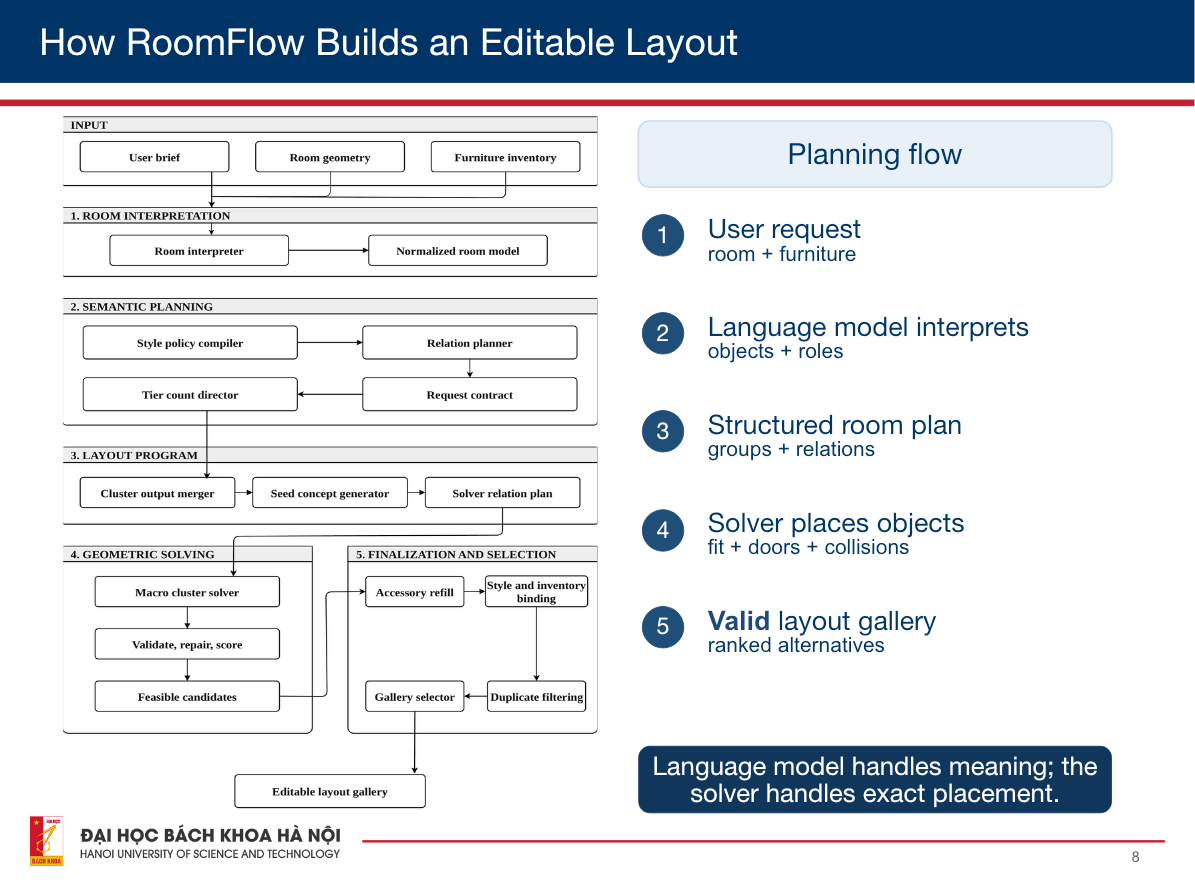 How RoomFlow Builds an Editable Layout
INPUT
User brief
Room geometry
Furniture inventory
1. ROOM INTERPRETATION
Room interpreter
Normalized room model
2. SEMANTIC PLANNING
Style policy compiler
Relation planner
Tier count director
Request contract
3. LAYOUT PROGRAM
Cluster output merger
Seed concept generator
Solver relation plan
4. GEOMETRIC SOLVING
Macro cluster solver
Validate, repair, score
Feasible candidates
5. FINALIZATION AND SELECTION
Accessory refill
Style and inventory
binding
Gallery selector
Duplicate filtering
Editable layout gallery
Planning flow
1
User request
room + furniture
2
Language model interprets
objects + roles
3
Structured room plan
groups + relations
4
Solver places objects
fit + doors + collisions
5
Valid layout gallery
ranked alternatives
Language model handles meaning; the
solver handles exact placement.
ĐẠI HỌC
BÁCH KHOA
ĐẠI HỌC BÁCH KHOA HÀ NỘI
HANOI UNIVERSITY OF SCIENCE AND TECHNOLOGY
8